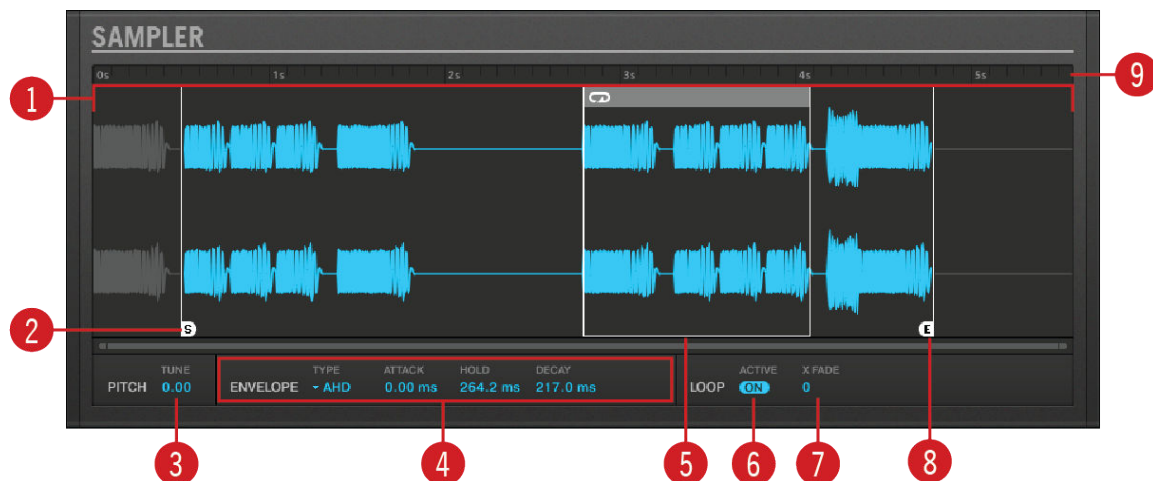 SAMPLER
0s 1s 2s 3s 4s 5s
9
1
2
S E
TUNE TYPE ATTACK HOLD DECAY ACTIVE X FADE
PITCH 0.00 ENVELOPE AHD 0.00 ms 264.2 ms 217.0 ms LOOP ON 0
3 4 5 6 7 8